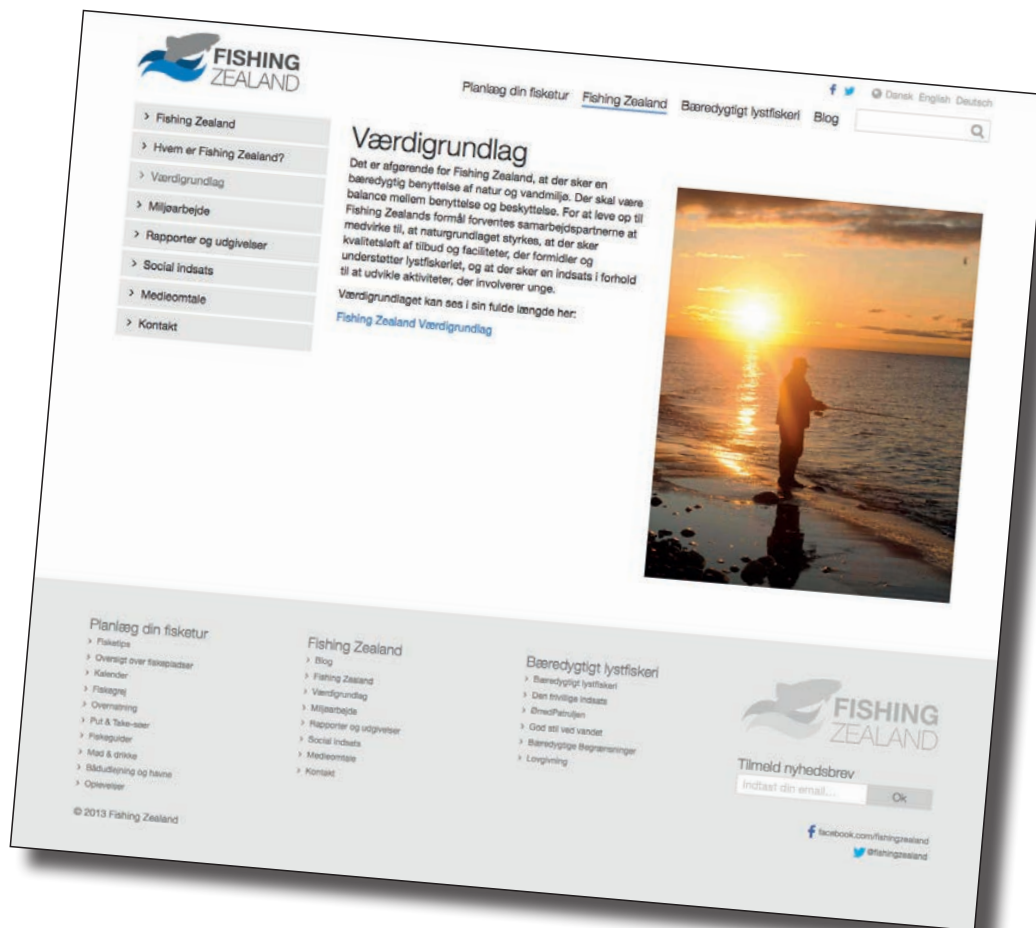 FISHING
ZEALAND
Dansk English Deutsch
Planlæg din fisketur Fishing Zealand Bæredygtigt lystfiskeri Blog
> Fishing Zealand
> Hvem er Fishing Zealand?
> Værdigrundlag
> Miljøarbejde
> Rapporter og udgivelser
> Social indsats
> Medieomtale
> Kontakt
Værdigrundlag
Det er afgørende for Fishing Zealand, at der sker en
bæredygtig benyttelse af natur og vandmiljø. Der skal være
balance mellem benyttelse og beskyttelse. For at leve op til
Fishing Zealands formål forventes samarbejdspartnerne at
medvirke til, at naturgrundlaget styrkes, at der sker
kvalitetsløft af tilbud og faciliteter, der formidler og
understøtter lystfiskeriet, og at der sker en indsats i forhold
til at udvikle aktiviteter, der involverer unge.
Værdigrundlaget kan ses i sin fulde længde her:
Fishing Zealand Værdigrundlag
Planlæg din fisketur
> Fisketips
> Oversigt over fiskepladser
> Kalender
> Fiskegrej
> Overnatning
> Put & Take-søer
> Fiskeguider
> Mad & drikke
> Bådudlejning og havne
> Oplevelser
© 2013 Fishing Zealand
Fishing Zealand
> Blog
> Fishing Zealand
> Værdigrundlag
> Miljøarbejde
> Rapporter og udgivelser
> Social indsats
> Medieomtale
> Kontakt
Bæredygtigt lystfiskeri
> Bæredygtigt lystfiskeri
> Den frivillige indsats
> ØrredPatruljen
> God stil ved vandet
> Bæredygtige Begrænsninger
> Lovgivning
FISHING
ZEALAND
Tilmeld nyhedsbrev
Indtast din email... Ok
facebook.com/fishingzealand
@fishingzealand